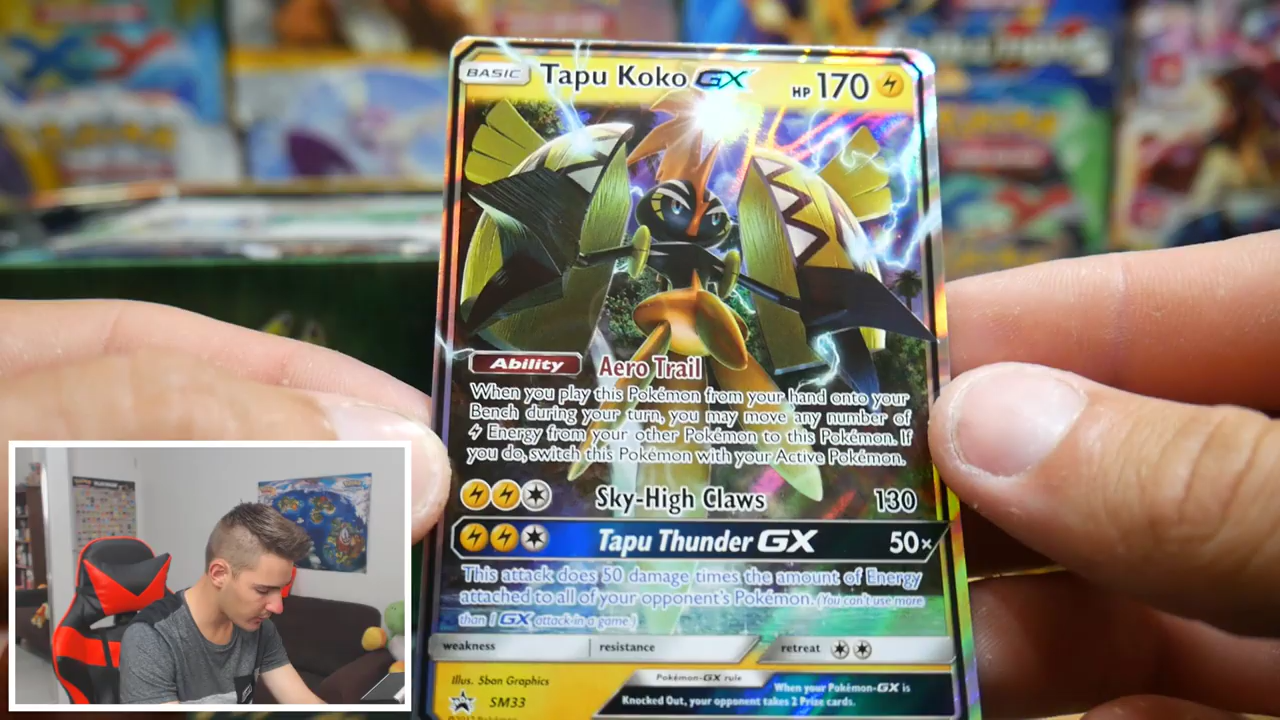 BASIC Tapu Koko GX HP 170
Ability Aero Trail
When you play this Pokémon from your hand onto your
Bench during your turn, you may move any number of
Energy from your other Pokémon to this Pokémon. If
you do, switch this Pokémon with your Active Pokémon.
Sky-High Claws 130
Tapu Thunder GX 50×
This attack does 50 damage times the amount of Energy
attached to all of your opponent's Pokémon. (You can't use more
than 1 GX attack in a game.)
weakness resistance retreat
Illus. 5ban Graphics
SM33
Pokémon-GX rule
When your Pokémon-GX is
Knocked Out, your opponent takes 2 Prize cards.
XY